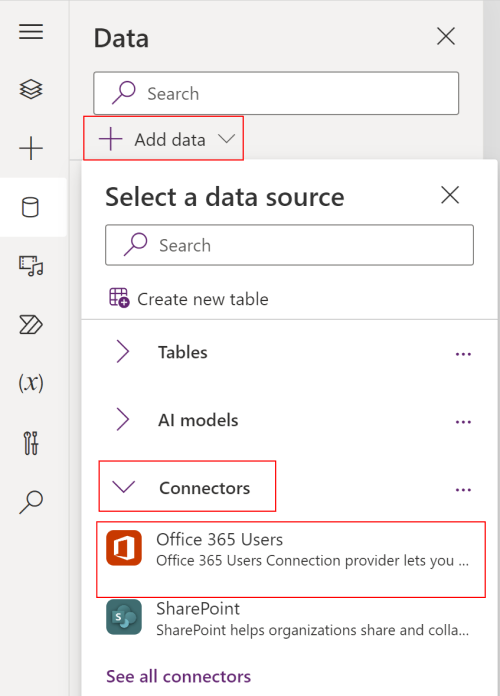 Data
Search
Add data
Select a data source
Search
Create new table
Tables
AI models
(x)
Connectors
Office 365 Users
Office 365 Users Connection provider lets you ...
SharePoint
SharePoint helps organizations share and colla...
See all connectors